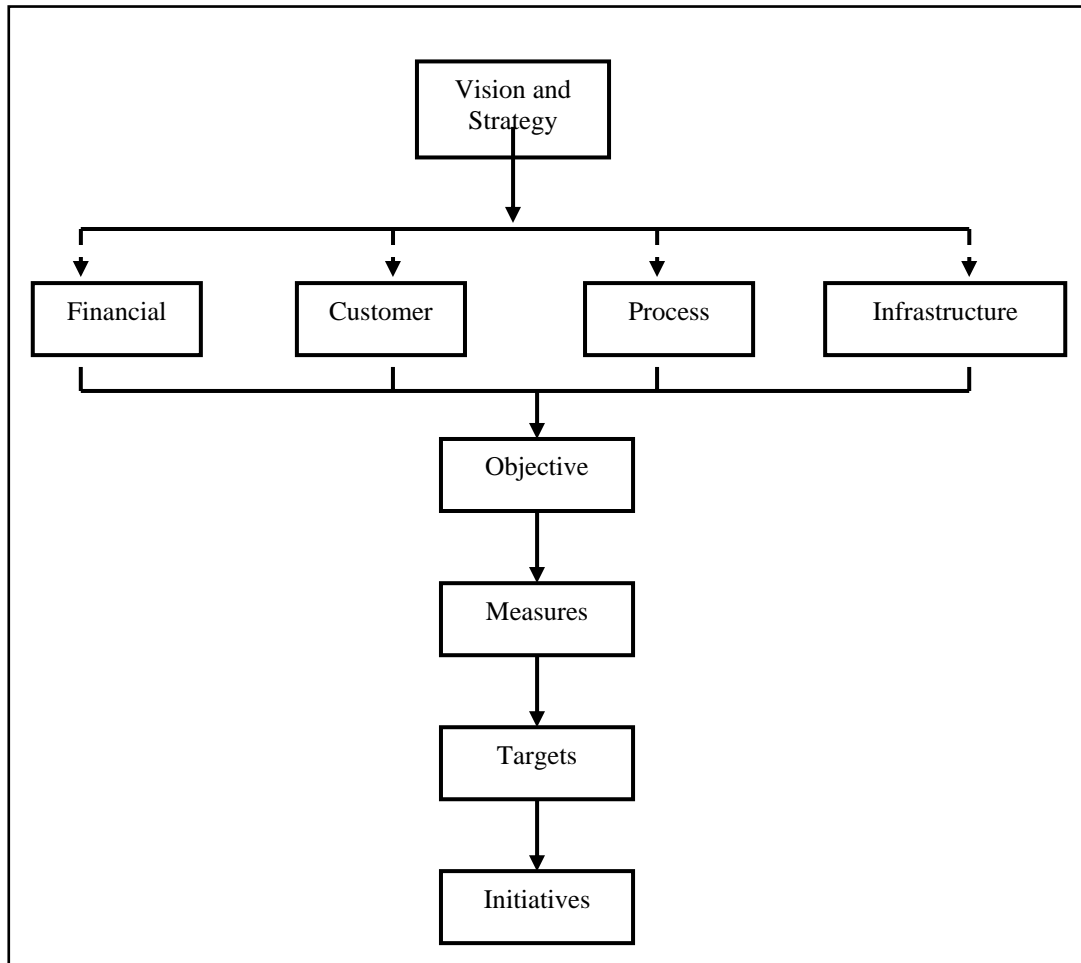 Vision and
Strategy
Financial
Customer
Process
Infrastructure
Objective
Measures
Targets
Initiatives